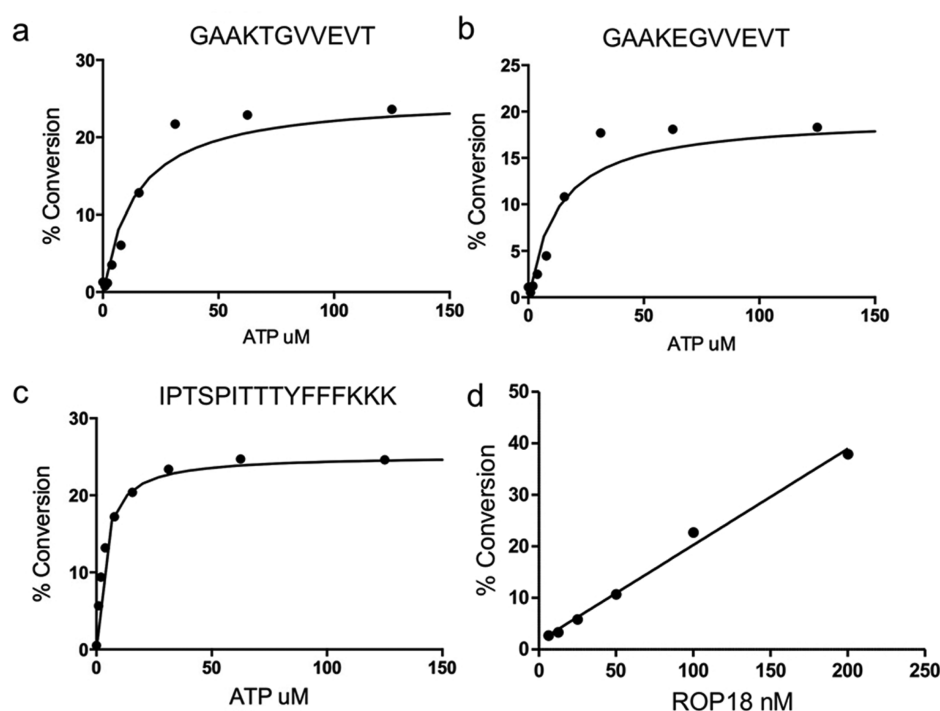 a
GAAKTGVVEVT
30
20
10
0
% Conversion
0 50 100 150
ATP uM
b
GAAKEGVVEVT
25
20
15
10
5
0
% Conversion
0 50 100 150
ATP uM
c
IPTSPITTTYFFFKKK
30
20
10
0
% Conversion
0 50 100 150
ATP uM
d
50
40
30
20
10
0
% Conversion
0 50 100 150 200 250
ROP18 nM